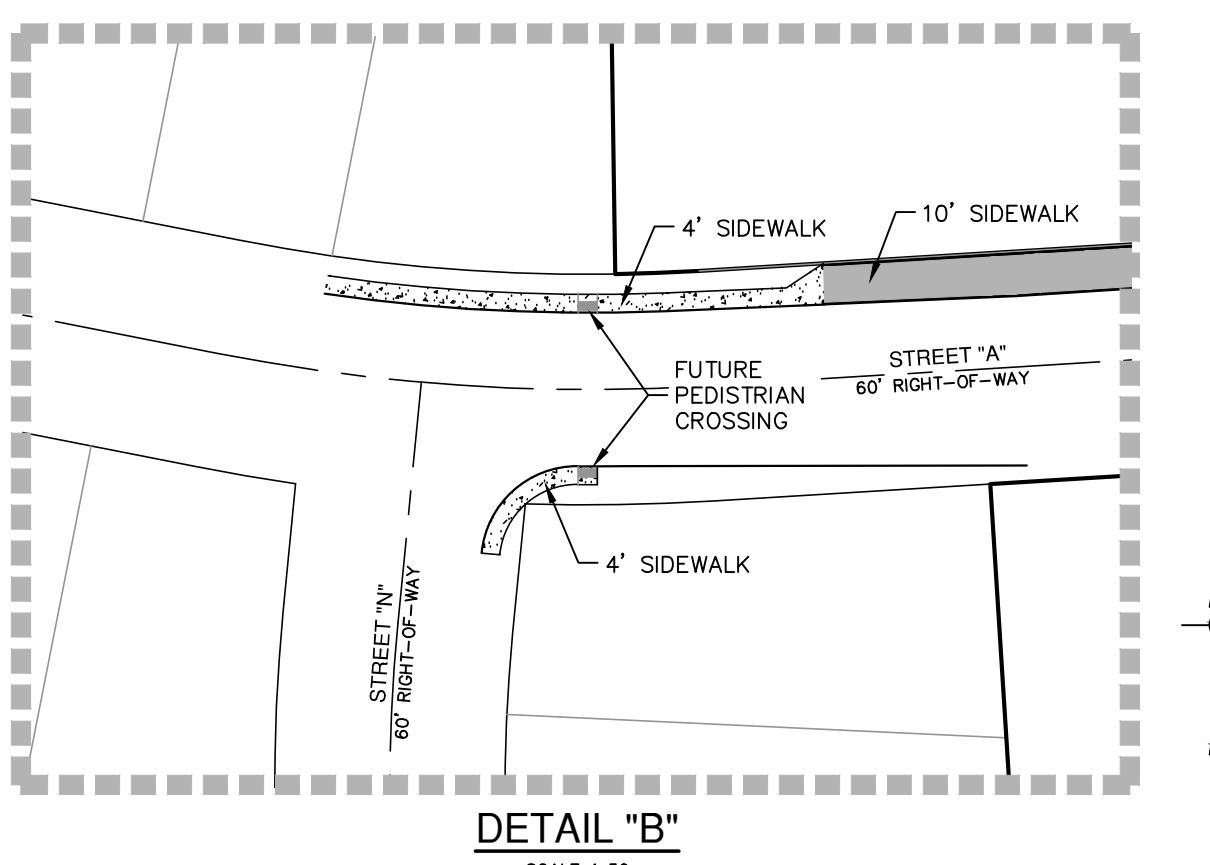 10' SIDEWALK
4' SIDEWALK
STREET "A"
60' RIGHT-OF-WAY
FUTURE
PEDISTRIAN
CROSSING
4' SIDEWALK
STREET "N"
60' RIGHT-OF-WAY
DETAIL "B"